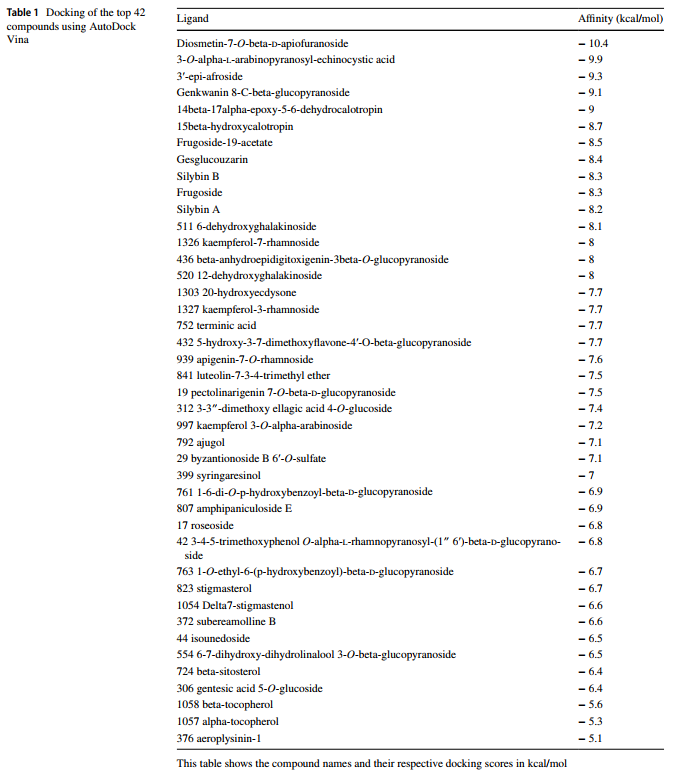 Table 1 Docking of the top 42
compounds using AutoDock
Vina
Ligand Affinity (kcal/mol)
Diosmetin-7-O-beta-D-apiofuranoside − 10.4
3-O-alpha-L-arabinopyranosyl-echinocystic acid − 9.9
3′-epi-afroside − 9.3
Genkwanin 8-C-beta-glucopyranoside − 9.1
14beta-17alpha-epoxy-5-6-dehydrocalotropin − 9
15beta-hydroxycalotropin − 8.7
Frugoside-19-acetate − 8.5
Gesglucouzarin − 8.4
Silybin B − 8.3
Frugoside − 8.3
Silybin A − 8.2
511 6-dehydroxyghalakinoside − 8.1
1326 kaempferol-7-rhamnoside − 8
436 beta-anhydroepidigitoxigenin-3beta-O-glucopyranoside − 8
520 12-dehydroxyghalakinoside − 8
1303 20-hydroxyecdysone − 7.7
1327 kaempferol-3-rhamnoside − 7.7
752 terminic acid − 7.7
432 5-hydroxy-3-7-dimethoxyflavone-4′-O-beta-glucopyranoside − 7.7
939 apigenin-7-O-rhamnoside − 7.6
841 luteolin-7-3-4-trimethyl ether − 7.5
19 pectolinarigenin 7-O-beta-D-glucopyranoside − 7.5
312 3-3″-dimethoxy ellagic acid 4-O-glucoside − 7.4
997 kaempferol 3-O-alpha-arabinoside − 7.2
792 ajugol − 7.1
29 byzantionoside B 6′-O-sulfate − 7.1
399 syringaresinol − 7
761 1-6-di-O-p-hydroxybenzoyl-beta-D-glucopyranoside − 6.9
807 amphipaniculoside E − 6.9
17 roseoside − 6.8
42 3-4-5-trimethoxyphenol O-alpha-L-rhamnopyranosyl-(1″ 6′)-beta-D-glucopyrano- − 6.8
side
763 1-O-ethyl-6-(p-hydroxybenzoyl)-beta-D-glucopyranoside − 6.7
823 stigmasterol − 6.7
1054 Delta7-stigmastenol − 6.6
372 subereamolline B − 6.6
44 isounedoside − 6.5
554 6-7-dihydroxy-dihydrolinalool 3-O-beta-glucopyranoside − 6.5
724 beta-sitosterol − 6.4
306 gentesic acid 5-O-glucoside − 6.4
1058 beta-tocopherol − 5.6
1057 alpha-tocopherol − 5.3
376 aeroplysinin-1 − 5.1
This table shows the compound names and their respective docking scores in kcal/mol